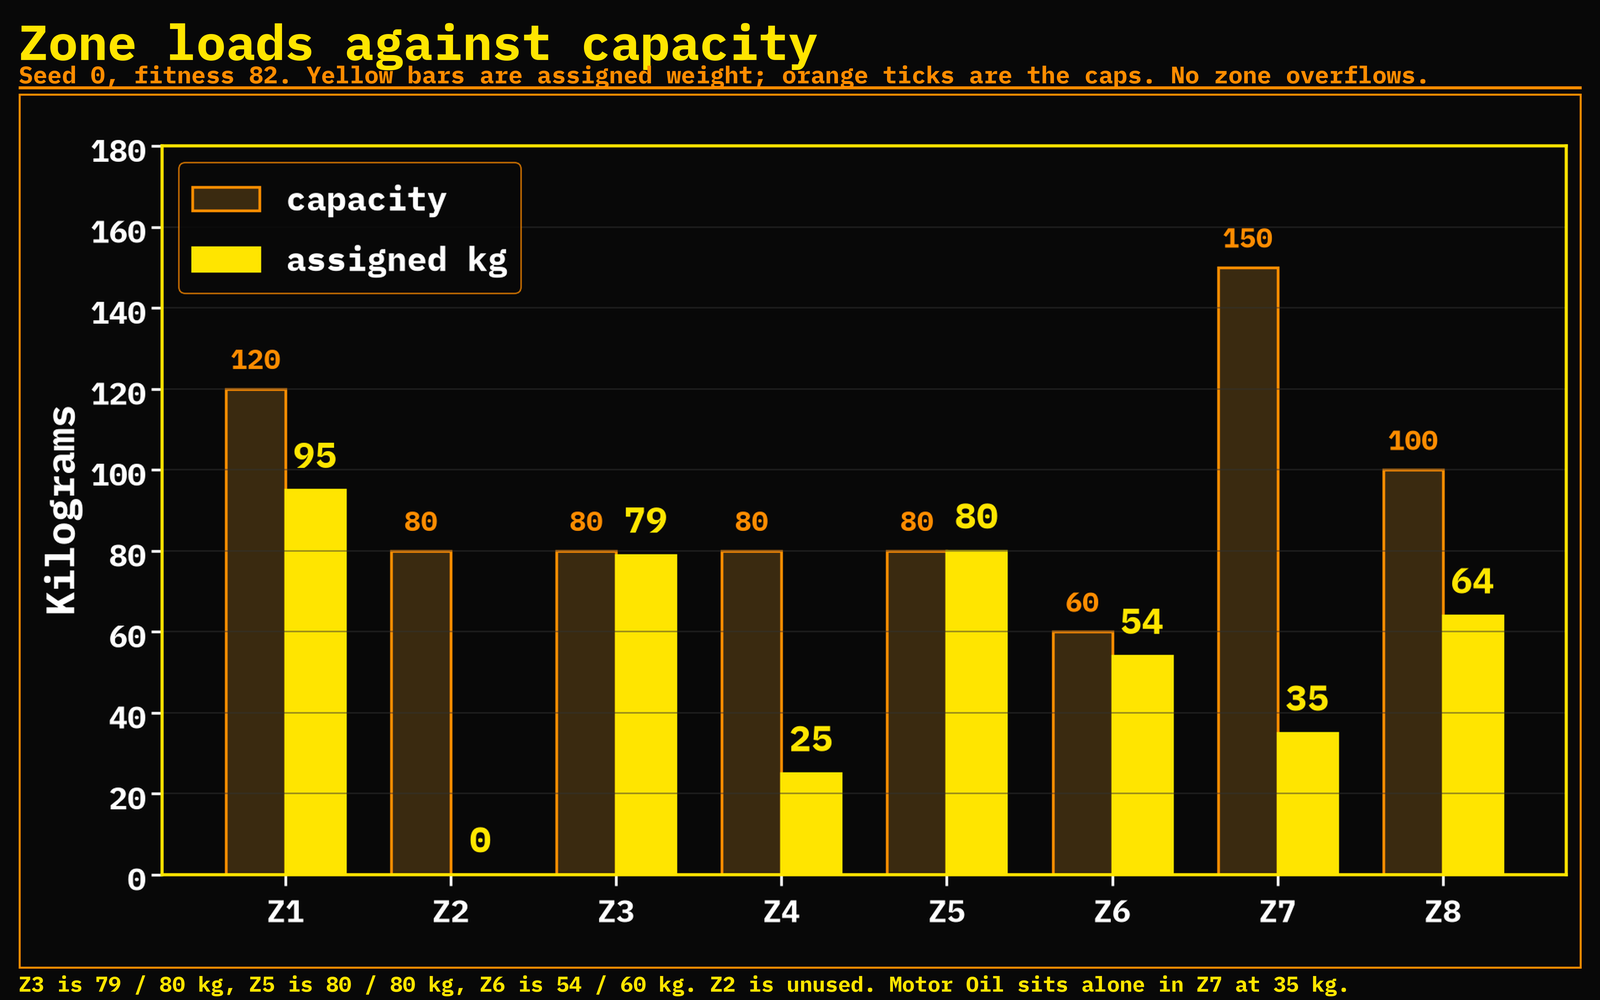 Zone loads against capacity
Seed 0, fitness 82. Yellow bars are assigned weight; orange ticks are the caps. No zone overflows.
capacity
assigned kg
Kilograms
180
160
140
120
100
80
60
40
20
0
120
95
80
0
80
79
80
25
80
80
60
54
150
35
100
64
Z1
Z2
Z3
Z4
Z5
Z6
Z7
Z8
Z3 is 79 / 80 kg, Z5 is 80 / 80 kg, Z6 is 54 / 60 kg. Z2 is unused. Motor Oil sits alone in Z7 at 35 kg.